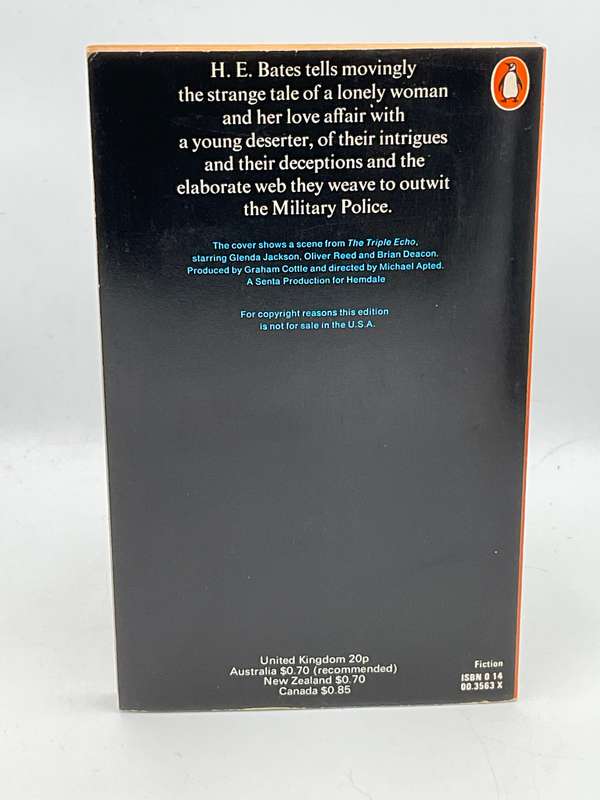 H. E. Bates tells movingly
the strange tale of a lonely woman
and her love affair with
a young deserter, of their intrigues
and their deceptions and the
elaborate web they weave to outwit
the Military Police.
The cover shows a scene from The Triple Echo,
starring Glenda Jackson, Oliver Reed and Brian Deacon.
Produced by Graham Cottle and directed by Michael Apted.
A Senta Production for Hemdale
For copyright reasons this edition
is not for sale in the U.S.A.
United Kingdom 20p
Australia $0.70 (recommended)
New Zealand $0.70
Canada $0.85
Fiction
ISBN 0 14
00.3563 X